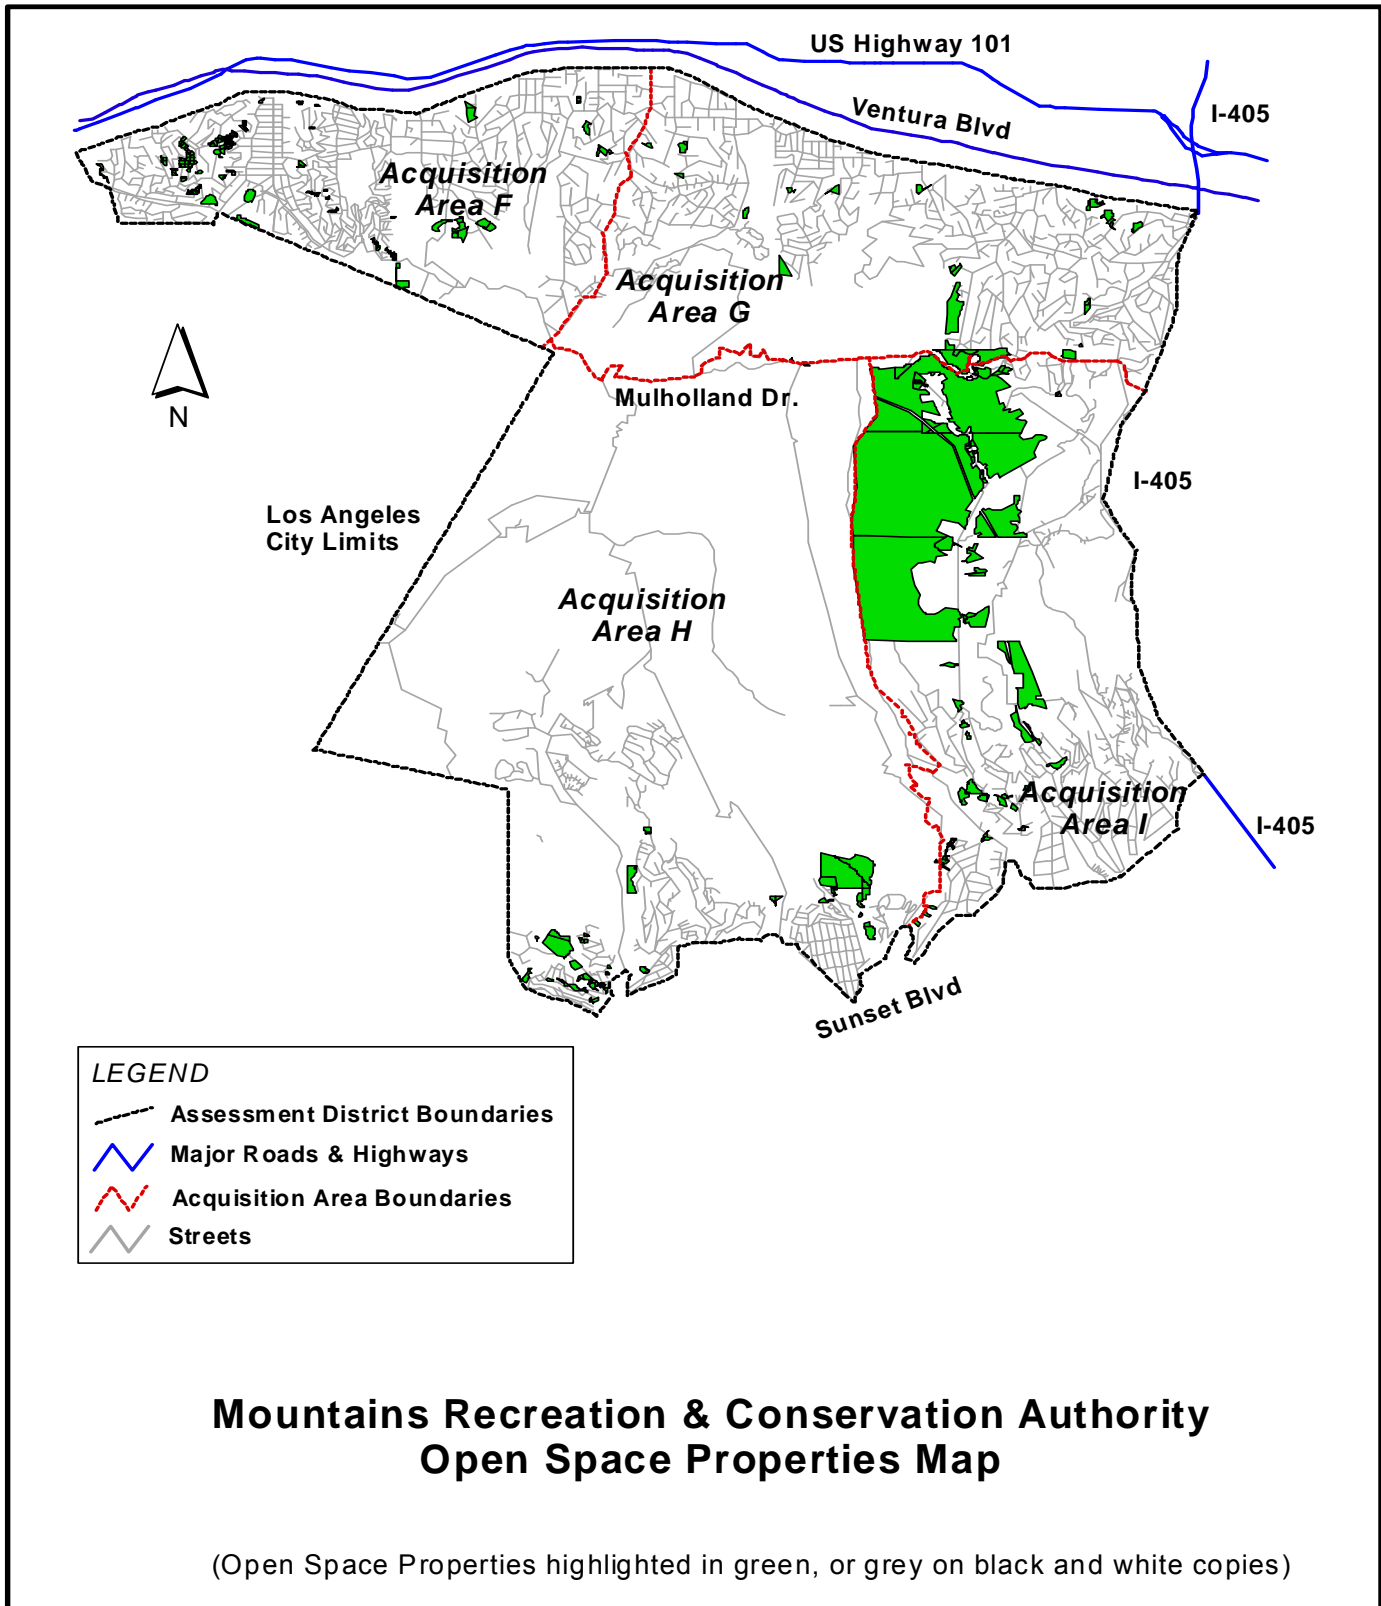 US Highway 101
I-405
Ventura Blvd
Acquisition
Area F
Acquisition
Area G
N
Mulholland Dr.
I-405
Los Angeles
City Limits
Acquisition
Area H
Acquisition
Area I
I-405
Sunset Blvd
LEGEND
Assessment District Boundaries
Major Roads & Highways
Acquisition Area Boundaries
Streets
Mountains Recreation & Conservation Authority
Open Space Properties Map
(Open Space Properties highlighted in green, or grey on black and white copies)